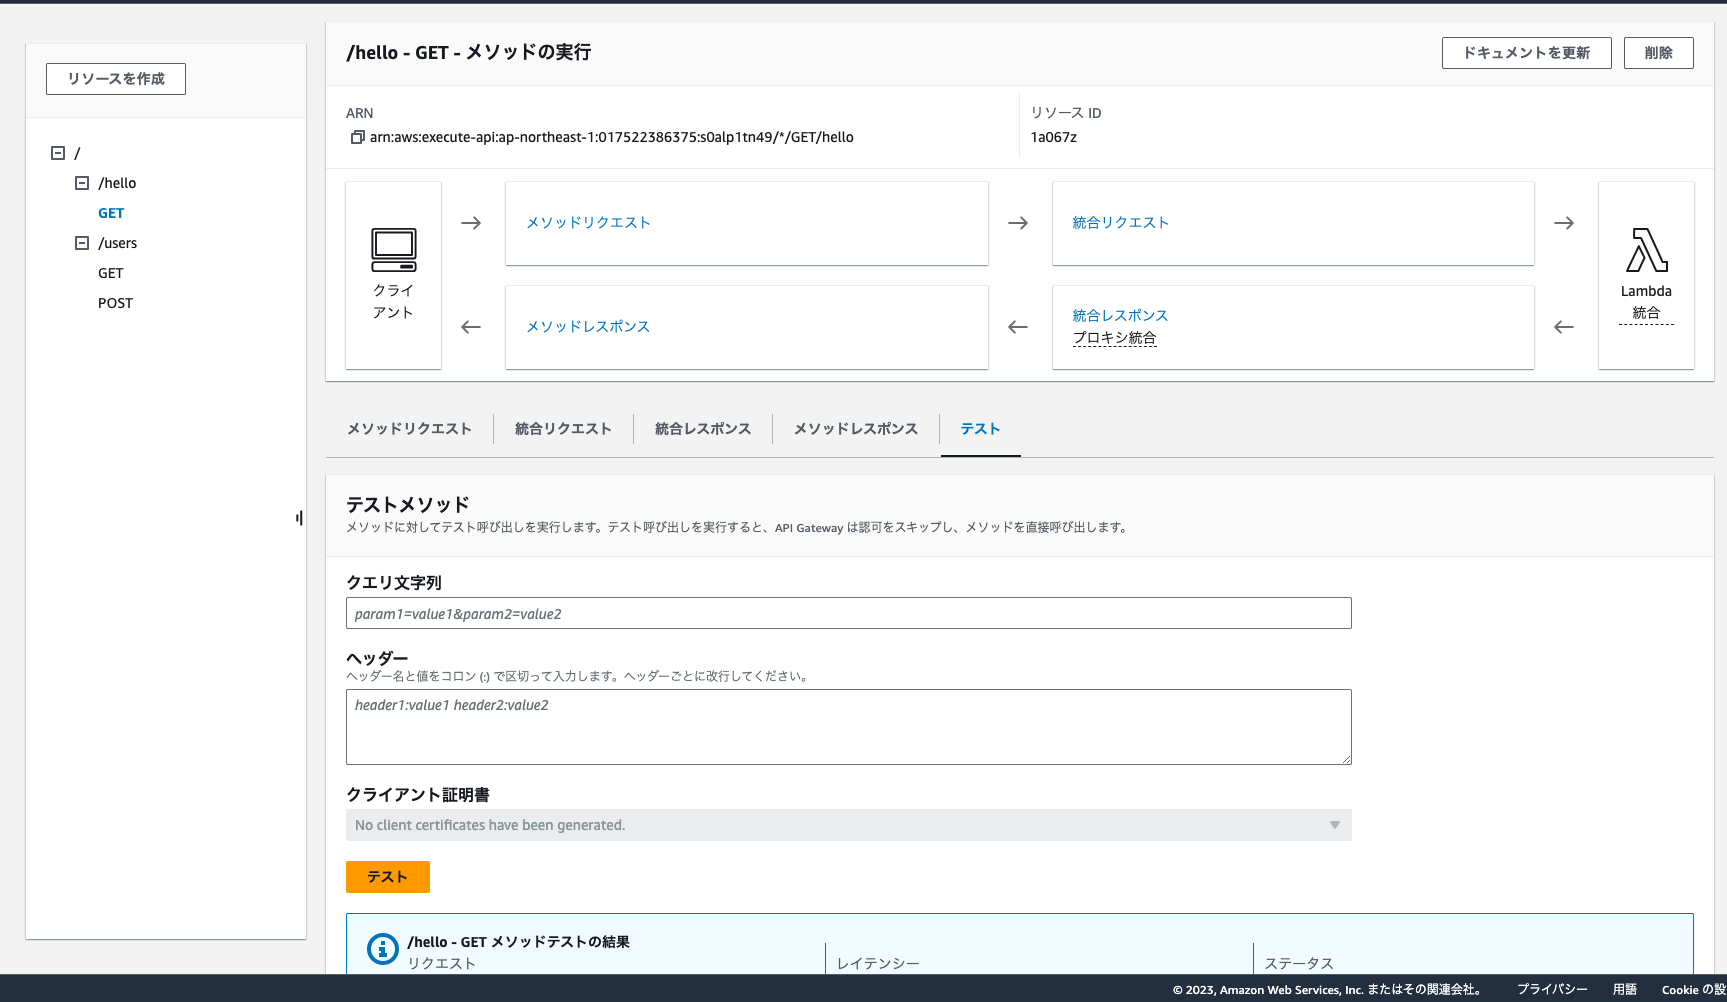 リソースを作成
/
/hello
GET
/users
GET
POST
/hello - GET - メソッドの実行
ドキュメントを更新
削除
ARN
arn:aws:execute-api:ap-northeast-1:017522386375:s0alp1tn49/*/GET/hello
リソース ID
1a067z
クライ
アント
メソッドリクエスト
統合リクエスト
メソッドレスポンス
統合レスポンス
プロキシ統合
Lambda
統合
メソッドリクエスト
統合リクエスト
統合レスポンス
メソッドレスポンス
テスト
テストメソッド
メソッドに対してテスト呼び出しを実行します。テスト呼び出しを実行すると、API Gateway は認可をスキップし、メソッドを直接呼び出します。
クエリ文字列
param1=value1&param2=value2
ヘッダー
ヘッダー名と値をコロン (:) で区切って入力します。ヘッダーごとに改行してください。
header1:value1 header2:value2
クライアント証明書
No client certificates have been generated.
テスト
/hello - GET メソッドテストの結果
リクエスト
レイテンシー
ステータス
© 2023, Amazon Web Services, Inc. またはその関連会社。
プライバシー
用語
Cookie の設